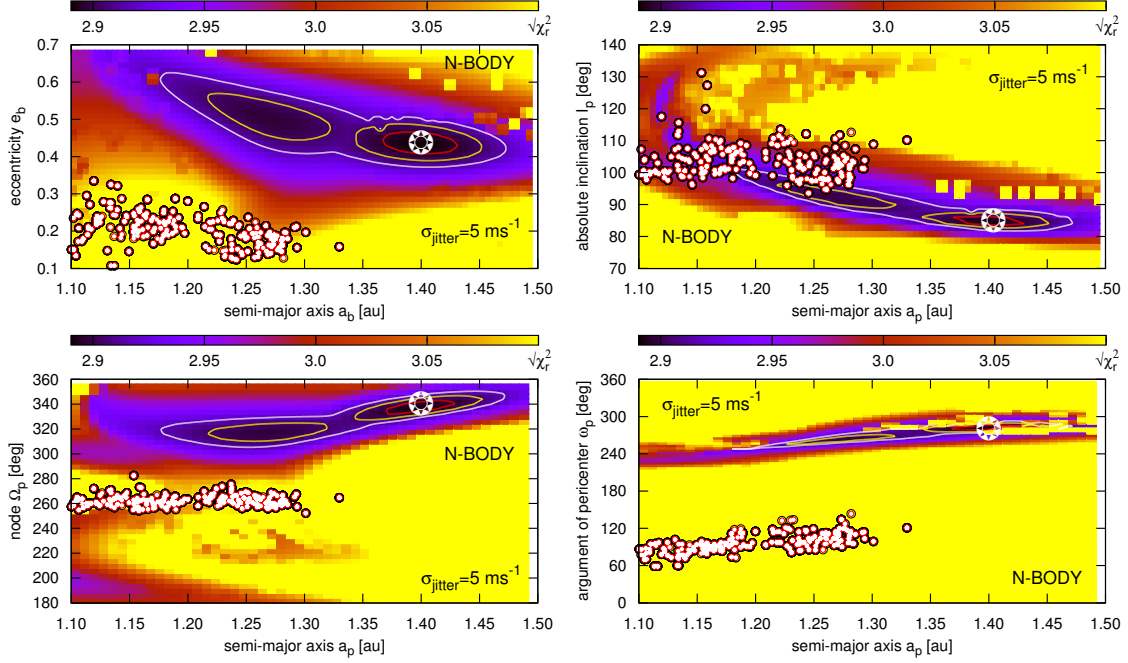 2.9 2.95 3.0 3.05 √χ²ᵣ
0.7
0.6
0.5
0.4
0.3
0.2
0.1
eccentricity e_b
N-BODY
σ_jitter=5 ms⁻¹
1.10 1.15 1.20 1.25 1.30 1.35 1.40 1.45 1.50
semi-major axis a_b [au]
2.9 2.95 3.0 3.05 √χ²ᵣ
140
130
120
110
100
90
80
70
absolute inclination I_p [deg]
σ_jitter=5 ms⁻¹
N-BODY
1.10 1.15 1.20 1.25 1.30 1.35 1.40 1.45 1.50
semi-major axis a_p [au]
2.9 2.95 3.0 3.05 √χ²ᵣ
360
340
320
300
280
260
240
220
200
180
node Ω_p [deg]
N-BODY
σ_jitter=5 ms⁻¹
1.10 1.15 1.20 1.25 1.30 1.35 1.40 1.45 1.50
semi-major axis a_p [au]
2.9 2.95 3.0 3.05 √χ²ᵣ
360
300
240
180
120
60
0
argument of pericenter ω_p [deg]
σ_jitter=5 ms⁻¹
N-BODY
1.10 1.15 1.20 1.25 1.30 1.35 1.40 1.45 1.50
semi-major axis a_p [au]